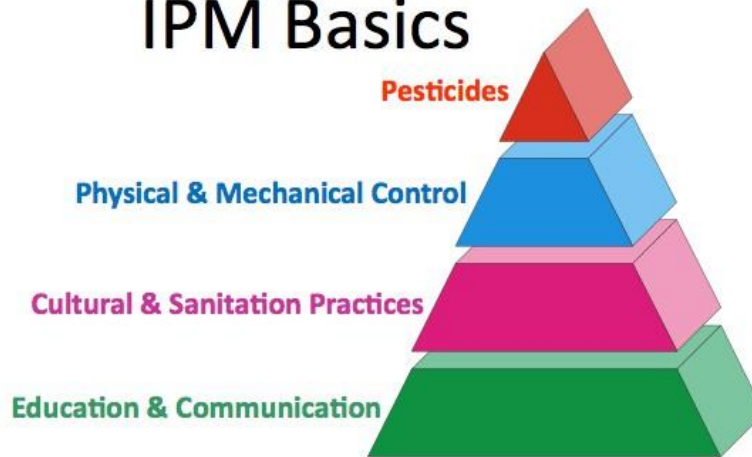 IPM Basics
Pesticides
Physical & Mechanical Control
Cultural & Sanitation Practices
Education & Communication